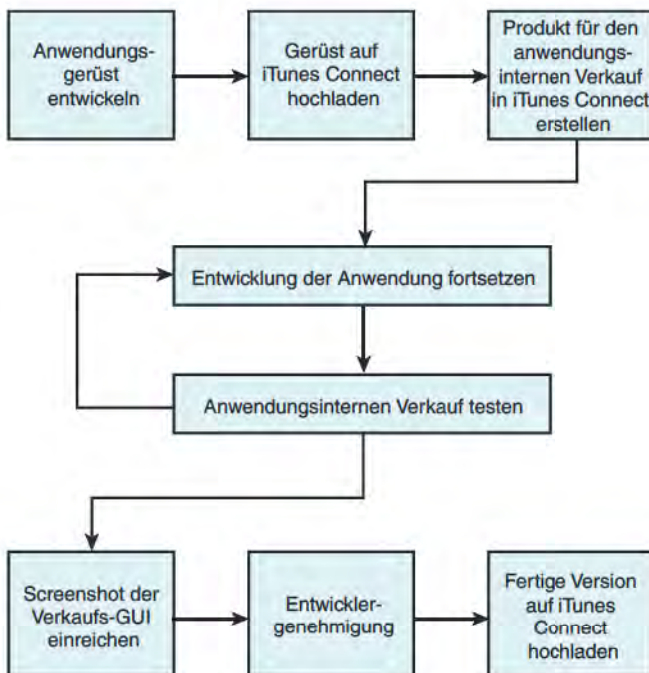 Anwendungs-
gerüst
entwickeln
Gerüst auf
iTunes Connect
hochladen
Produkt für den
anwendungs-
internen Verkauf
in iTunes Connect
erstellen
Entwicklung der Anwendung fortsetzen
Anwendungsinternen Verkauf testen
Screenshot der
Verkaufs-GUI
einreichen
Entwickler-
genehmigung
Fertige Version
auf iTunes
Connect
hochladen